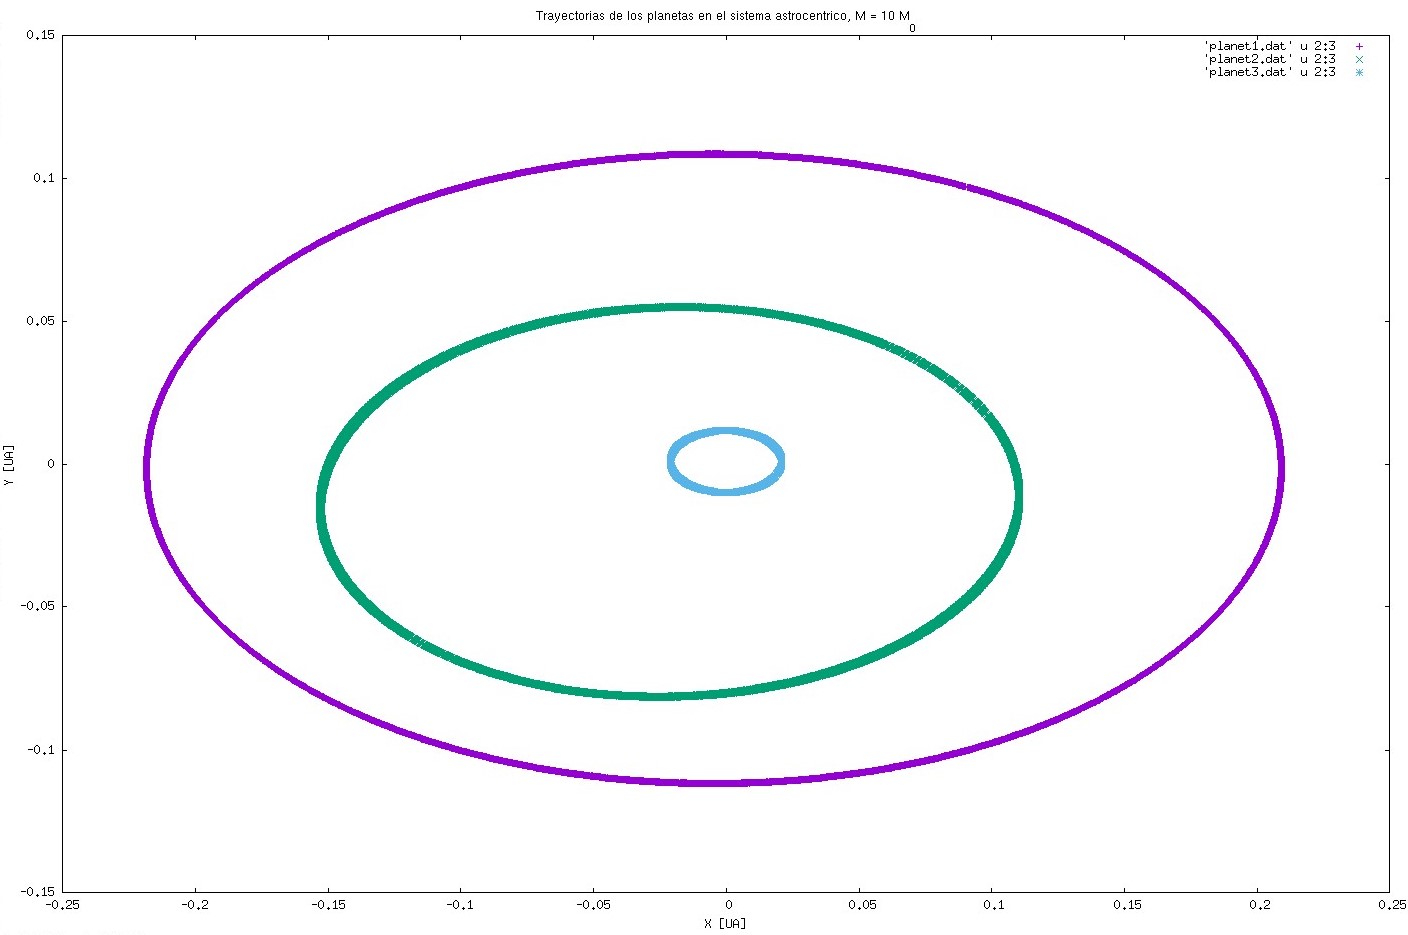 Trayectorias de los planetas en el sistema astrocentrico, M = 10 M
0
'planet1.dat' u 2:3
'planet2.dat' u 2:3
'planet3.dat' u 2:3
0.15
0.1
0.05
0
-0.05
-0.1
-0.15
Y [UA]
-0.25 -0.2 -0.15 -0.1 -0.05 0 0.05 0.1 0.15 0.2 0.25
X [UA]